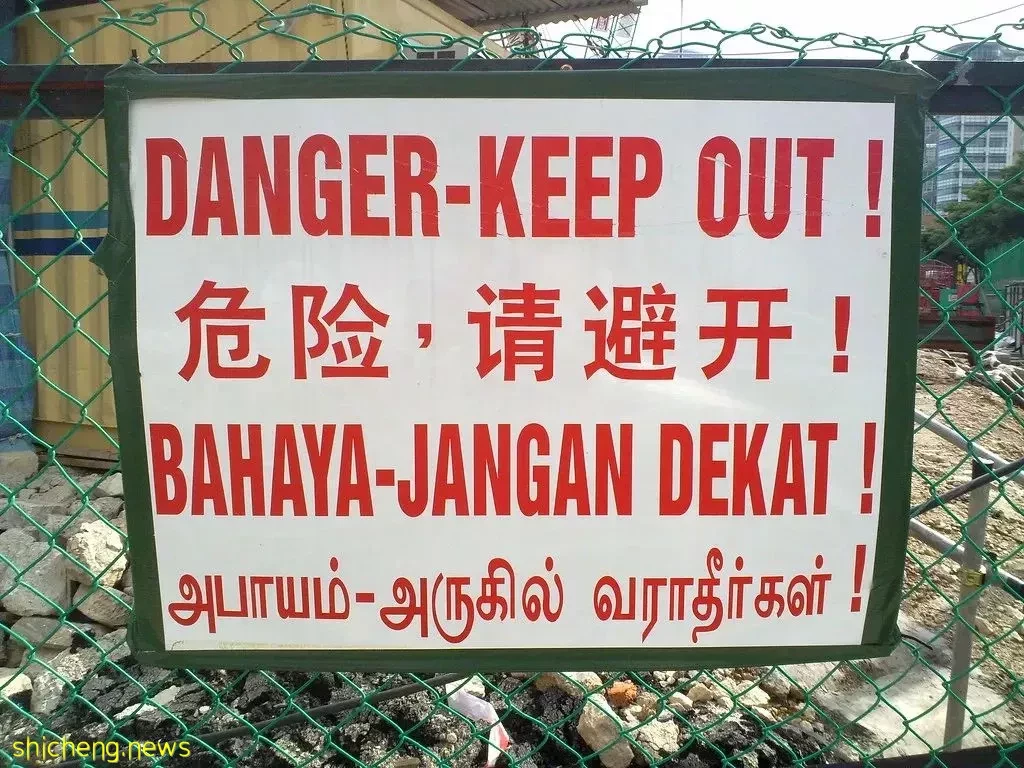 DANGER-KEEP OUT !
危险，请避开！
BAHAYA-JANGAN DEKAT !
அபாயம்-அருகில் வராதீர்கள் !
shicheng.news